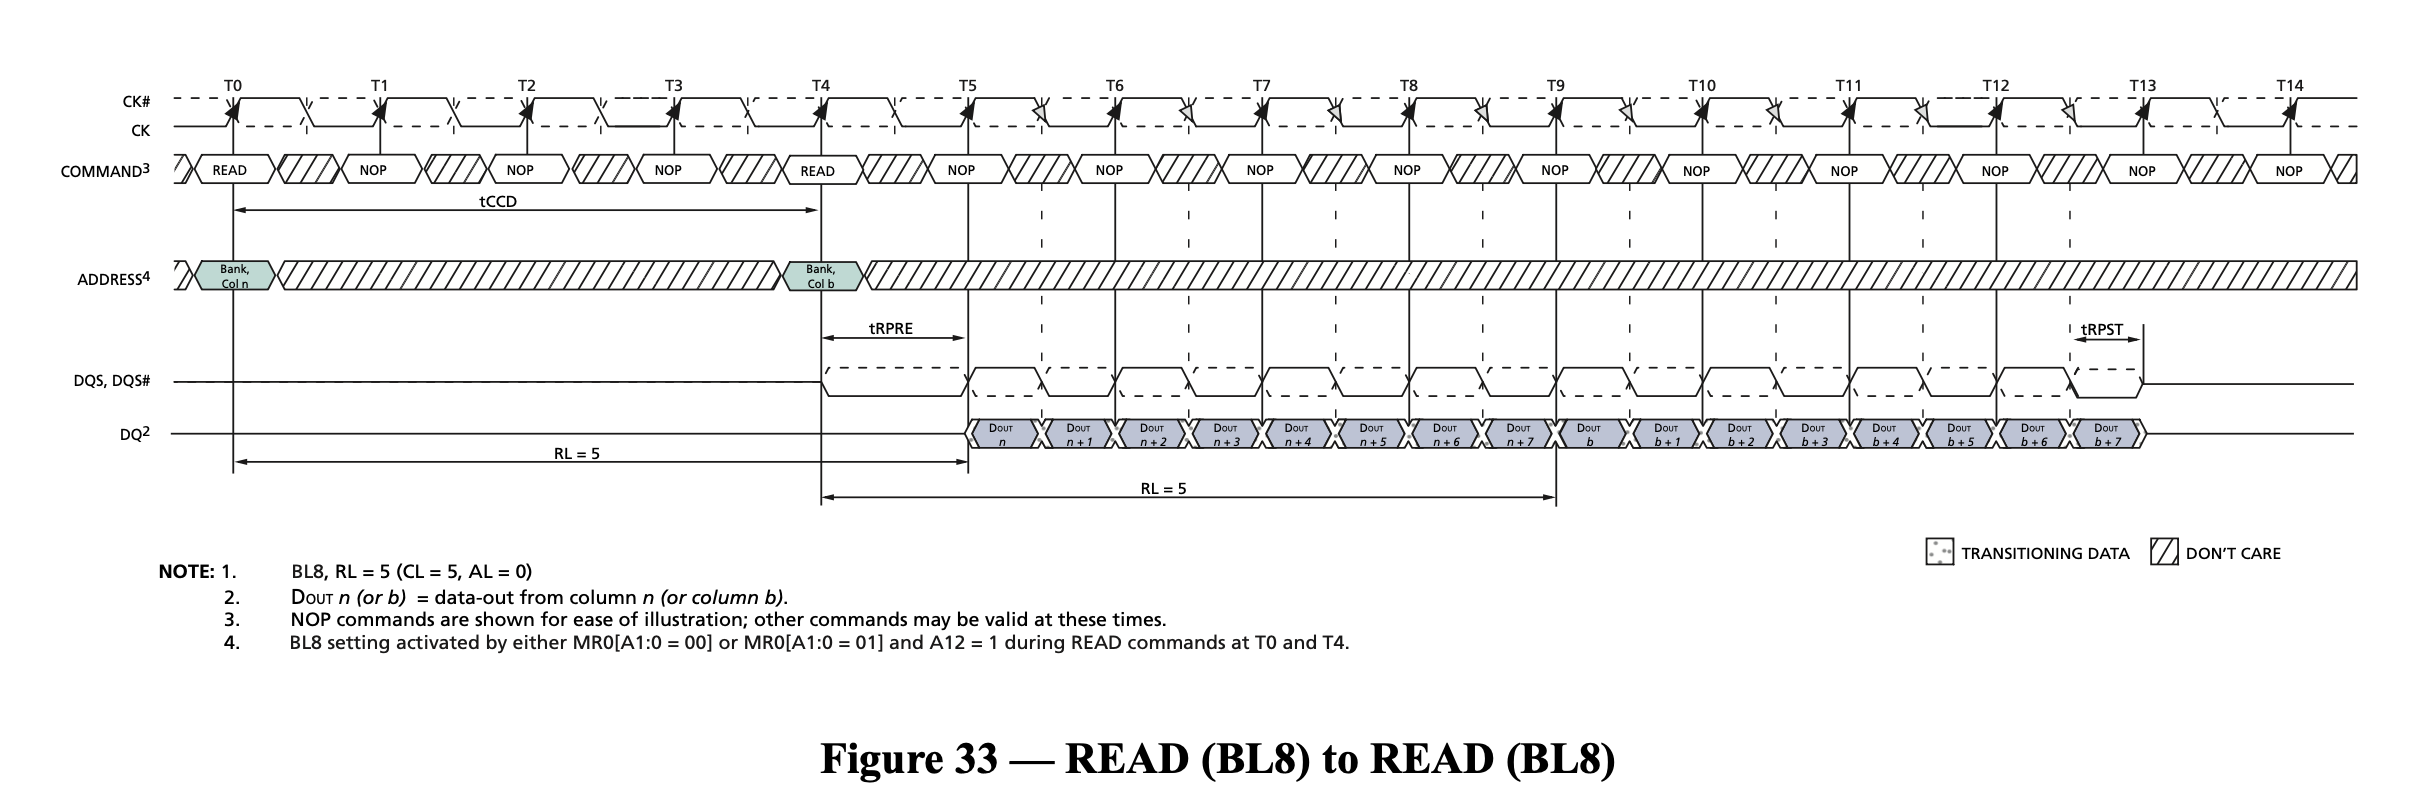 T0 T1 T2 T3 T4 T5 T6 T7 T8 T9 T10 T11 T12 T13 T14
CK#
CK
COMMAND3 READ NOP NOP NOP READ NOP NOP NOP NOP NOP NOP NOP NOP NOP NOP
tCCD
ADDRESS4 Bank, Col n Bank, Col b
tRPRE tRPST
DQS, DQS#
DQ2 DOUT n DOUT n + 1 DOUT n + 2 DOUT n + 3 DOUT n + 4 DOUT n + 5 DOUT n + 6 DOUT n + 7 DOUT b DOUT b + 1 DOUT b + 2 DOUT b + 3 DOUT b + 4 DOUT b + 5 DOUT b + 6 DOUT b + 7
RL = 5
RL = 5
TRANSITIONING DATA DON'T CARE
NOTE: 1. BL8, RL = 5 (CL = 5, AL = 0)
2. DOUT n (or b) = data-out from column n (or column b).
3. NOP commands are shown for ease of illustration; other commands may be valid at these times.
4. BL8 setting activated by either MR0[A1:0 = 00] or MR0[A1:0 = 01] and A12 = 1 during READ commands at T0 and T4.
Figure 33 — READ (BL8) to READ (BL8)